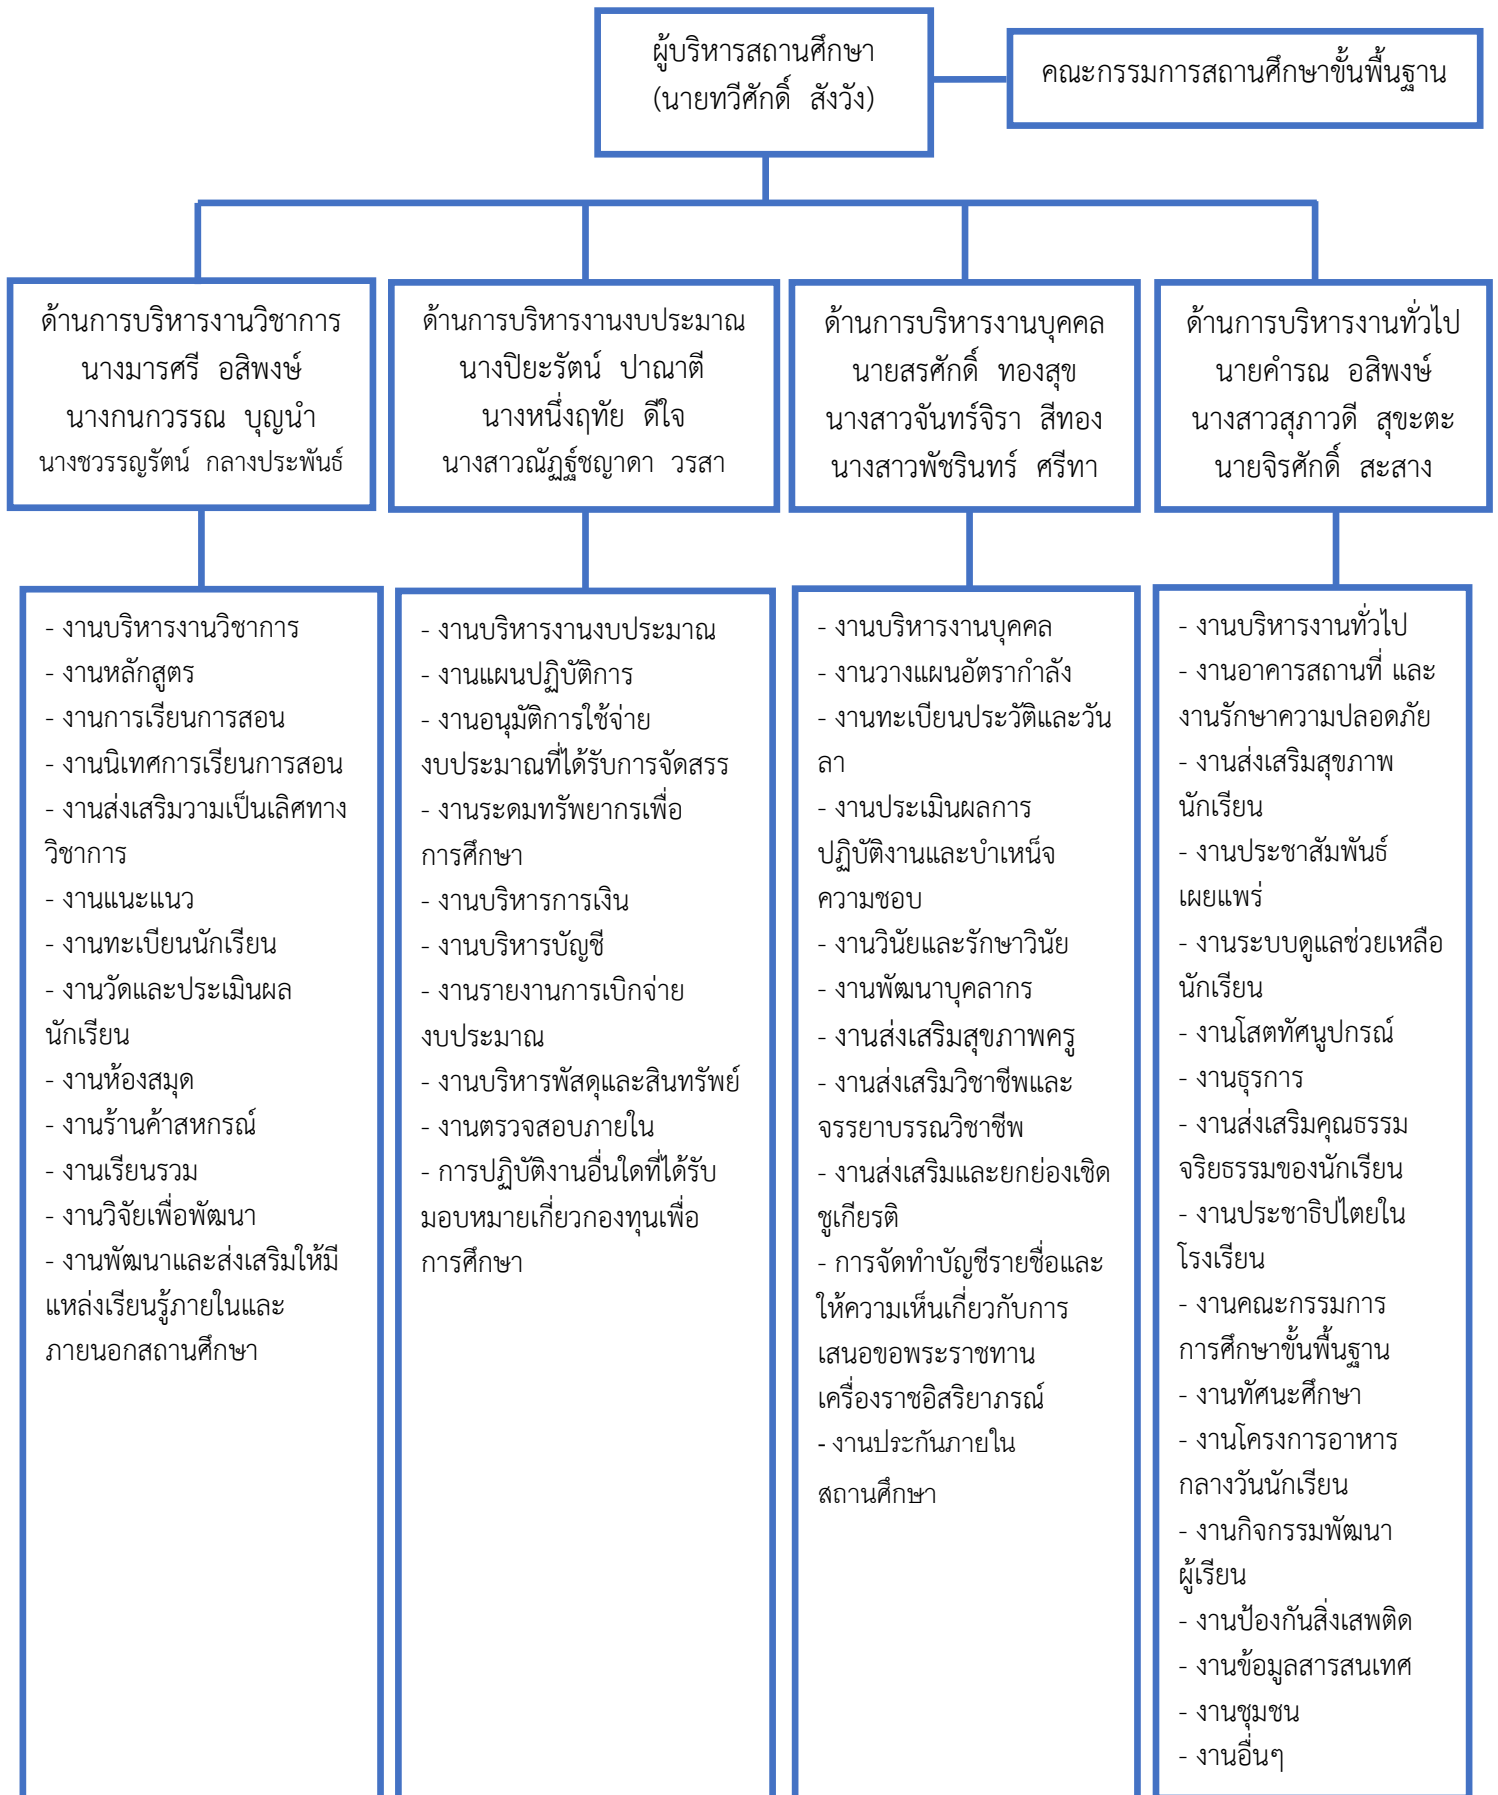 ผู้บริหารสถานศึกษา
(นายทวีศักดิ์ สังวัง)
คณะกรรมการสถานศึกษาขั้นพื้นฐาน
ด้านการบริหารงานวิชาการ
นางมารศรี อสิพงษ์
นางกนกวรรณ บุญนำ
นางชวรรญรัตน์ กลางประพันธ์
ด้านการบริหารงานงบประมาณ
นางปิยะรัตน์ ปาณาตี
นางหนึ่งฤทัย ดีใจ
นางสาวณัฏฐ์ชญาดา วรสา
ด้านการบริหารงานบุคคล
นายสรศักดิ์ ทองสุข
นางสาวจันทร์จิรา สีทอง
นางสาวพัชรินทร์ ศรีทา
ด้านการบริหารงานทั่วไป
นายคำรณ อสิพงษ์
นางสาวสุภาวดี สุขะตะ
นายจิรศักดิ์ สะสาง
- งานบริหารงานวิชาการ
- งานหลักสูตร
- งานการเรียนการสอน
- งานนิเทศการเรียนการสอน
- งานส่งเสริมวามเป็นเลิศทาง
วิชาการ
- งานแนะแนว
- งานทะเบียนนักเรียน
- งานวัดและประเมินผล
นักเรียน
- งานห้องสมุด
- งานร้านค้าสหกรณ์
- งานเรียนรวม
- งานวิจัยเพื่อพัฒนา
- งานพัฒนาและส่งเสริมให้มี
แหล่งเรียนรู้ภายในและ
ภายนอกสถานศึกษา
- งานบริหารงานงบประมาณ
- งานแผนปฏิบัติการ
- งานอนุมัติการใช้จ่าย
งบประมาณที่ได้รับการจัดสรร
- งานระดมทรัพยากรเพื่อ
การศึกษา
- งานบริหารการเงิน
- งานบริหารบัญชี
- งานรายงานการเบิกจ่าย
งบประมาณ
- งานบริหารพัสดุและสินทรัพย์
- งานตรวจสอบภายใน
- การปฏิบัติงานอื่นใดที่ได้รับ
มอบหมายเกี่ยวกองทุนเพื่อ
การศึกษา
- งานบริหารงานบุคคล
- งานวางแผนอัตรากำลัง
- งานทะเบียนประวัติและวัน
ลา
- งานประเมินผลการ
ปฏิบัติงานและบำเหน็จ
ความชอบ
- งานวินัยและรักษาวินัย
- งานพัฒนาบุคลากร
- งานส่งเสริมสุขภาพครู
- งานส่งเสริมวิชาชีพและ
จรรยาบรรณวิชาชีพ
- งานส่งเสริมและยกย่องเชิด
ชูเกียรติ
- การจัดทำบัญชีรายชื่อและ
ให้ความเห็นเกี่ยวกับการ
เสนอขอพระราชทาน
เครื่องราชอิสริยาภรณ์
- งานประกันภายใน
สถานศึกษา
- งานบริหารงานทั่วไป
- งานอาคารสถานที่ และ
งานรักษาความปลอดภัย
- งานส่งเสริมสุขภาพ
นักเรียน
- งานประชาสัมพันธ์
เผยแพร่
- งานระบบดูแลช่วยเหลือ
นักเรียน
- งานโสตทัศนูปกรณ์
- งานธุรการ
- งานส่งเสริมคุณธรรม
จริยธรรมของนักเรียน
- งานประชาธิปไตยใน
โรงเรียน
- งานคณะกรรมการ
การศึกษาขั้นพื้นฐาน
- งานทัศนะศึกษา
- งานโครงการอาหาร
กลางวันนักเรียน
- งานกิจกรรมพัฒนา
ผู้เรียน
- งานป้องกันสิ่งเสพติด
- งานข้อมูลสารสนเทศ
- งานชุมชน
- งานอื่นๆ